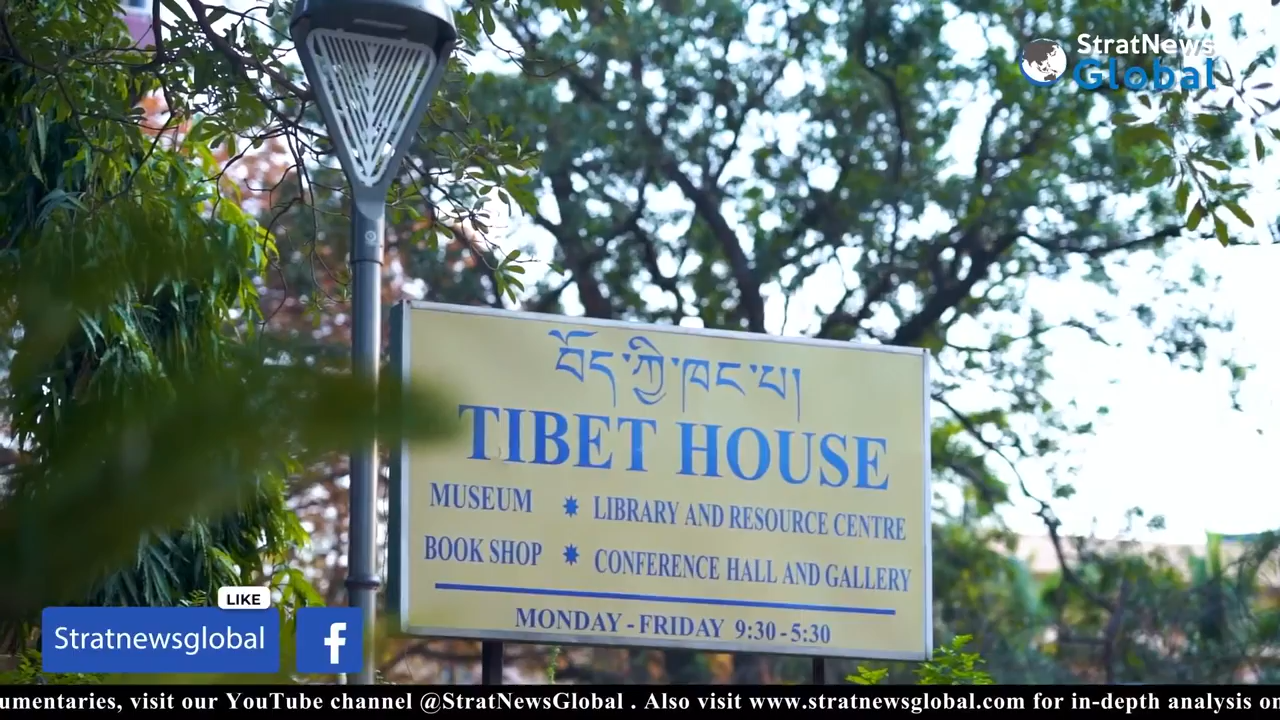 StratNews
Global
བོད་ཀྱི་ཁང་པ།
TIBET HOUSE
MUSEUM ✷ LIBRARY AND RESOURCE CENTRE
BOOK SHOP ✷ CONFERENCE HALL AND GALLERY
MONDAY - FRIDAY 9:30 - 5:30
LIKE
Stratnewsglobal f
umentaries, visit our YouTube channel @StratNewsGlobal . Also visit www.stratnewsglobal.com for in-depth analysis on